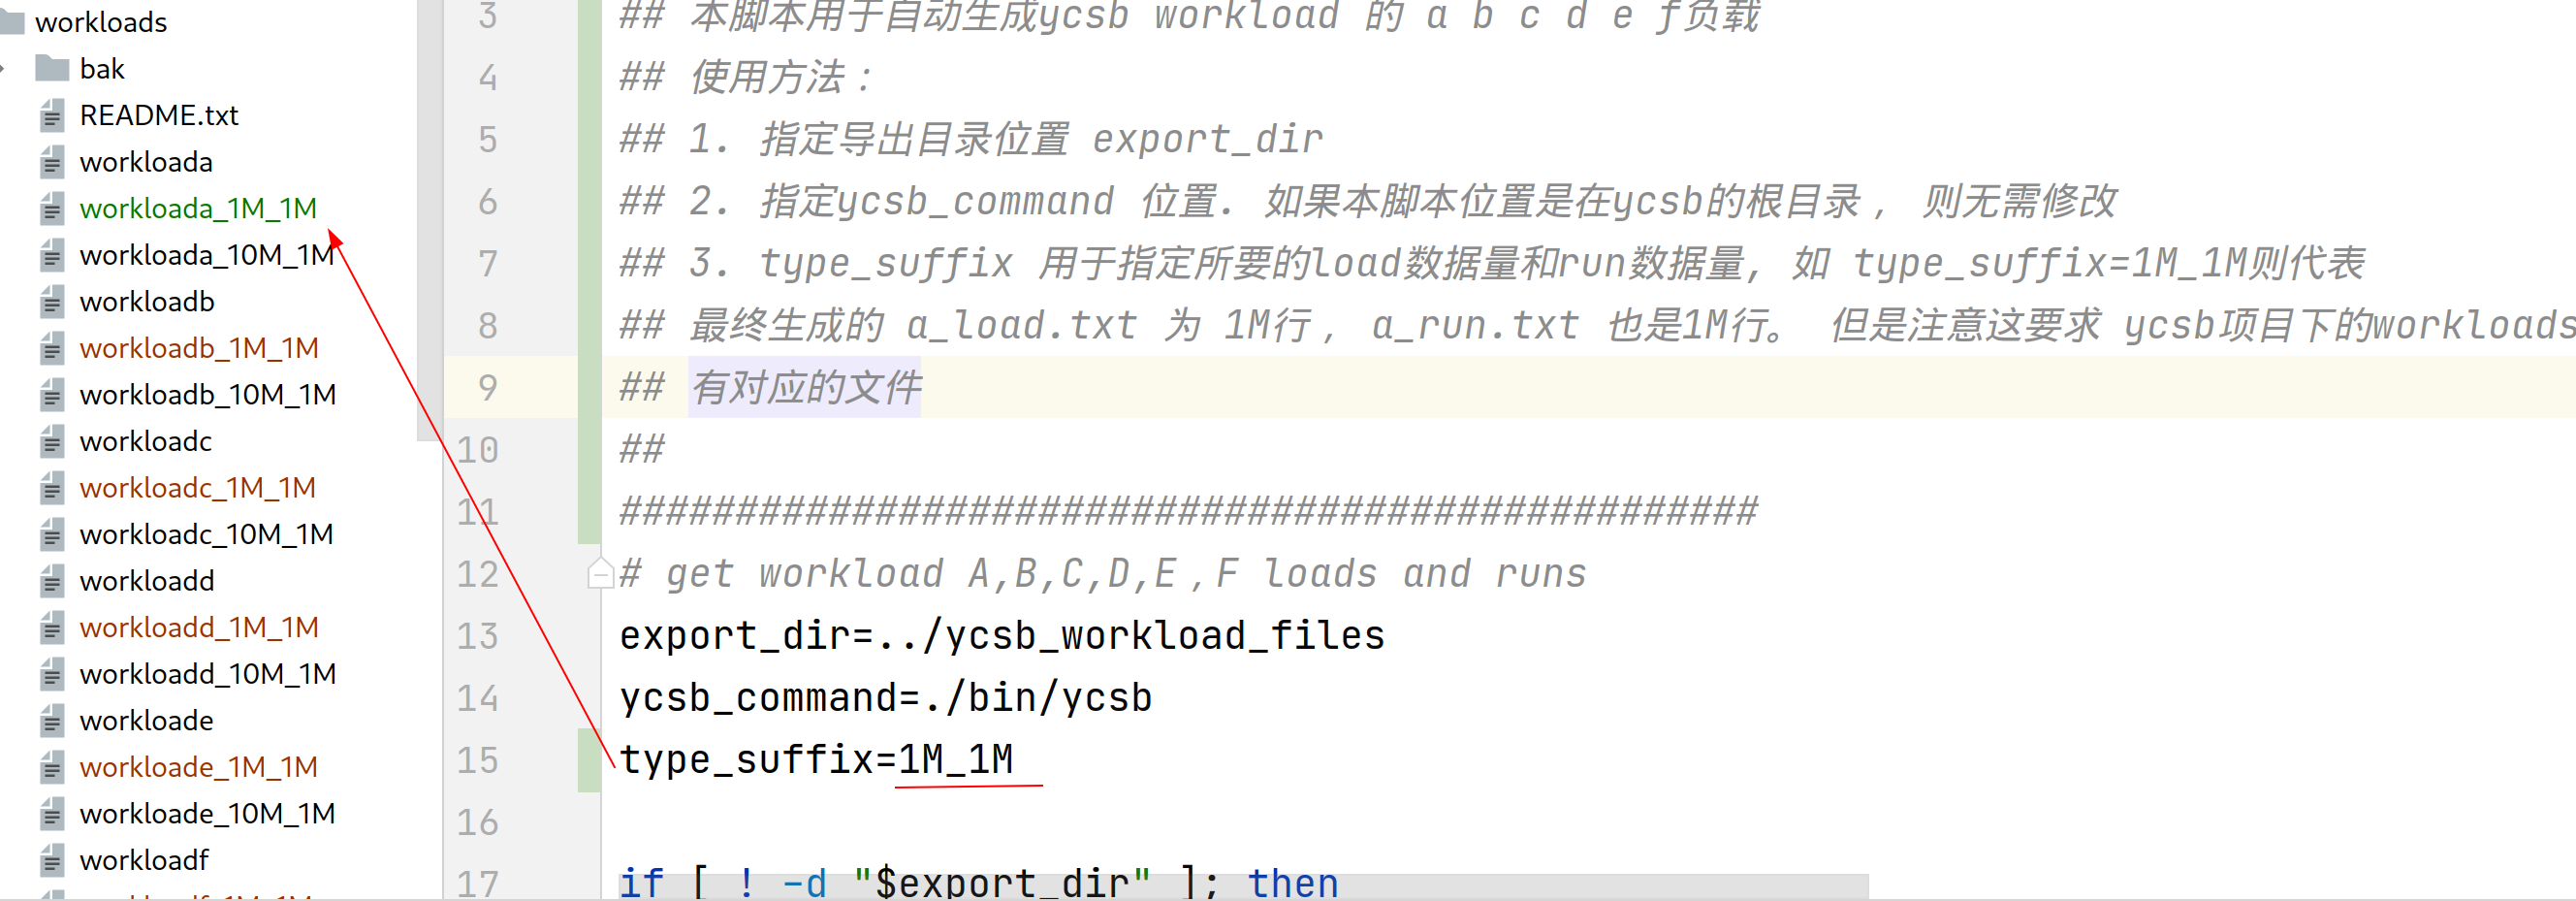 workloads
bak
README.txt
workloada
workloada_1M_1M
workloada_10M_1M
workloadb
workloadb_1M_1M
workloadb_10M_1M
workloadc
workloadc_1M_1M
workloadc_10M_1M
workloadd
workloadd_1M_1M
workloadd_10M_1M
workloade
workloade_1M_1M
workloade_10M_1M
workloadf
workloadf_1M_1M
3 ## 本脚本用于自动生成ycsb workload 的 a b c d e f负载
4 ## 使用方法：
5 ## 1. 指定导出目录位置 export_dir
6 ## 2. 指定ycsb_command 位置. 如果本脚本位置是在ycsb的根目录， 则无需修改
7 ## 3. type_suffix 用于指定所要的load数据量和run数据量, 如 type_suffix=1M_1M则代表
8 ## 最终生成的 a_load.txt 为 1M行， a_run.txt 也是1M行。 但是注意这要求 ycsb项目下的workloads
9 ## 有对应的文件
10 ##
11 #################################################
12 # get workload A,B,C,D,E，F loads and runs
13 export_dir=../ycsb_workload_files
14 ycsb_command=./bin/ycsb
15 type_suffix=1M_1M
16
17 if [ ! -d "$export_dir" ]; then